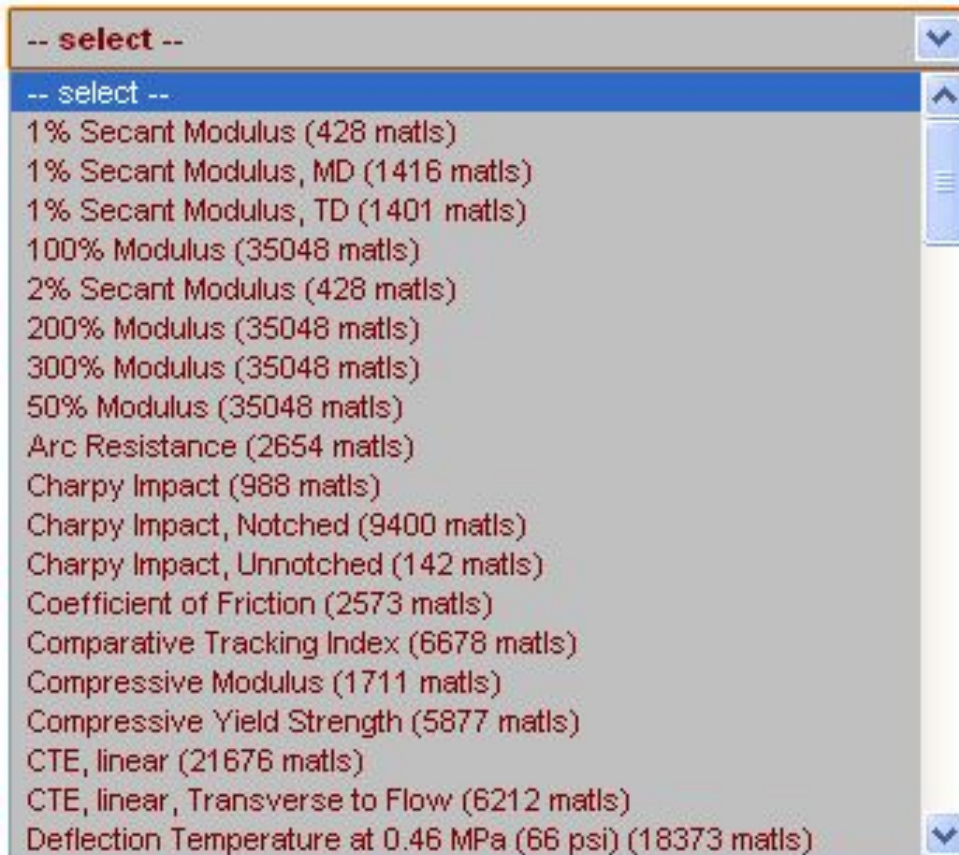 -- select --
-- select --
1% Secant Modulus (428 matls)
1% Secant Modulus, MD (1416 matls)
1% Secant Modulus, TD (1401 matls)
100% Modulus (35048 matls)
2% Secant Modulus (428 matls)
200% Modulus (35048 matls)
300% Modulus (35048 matls)
50% Modulus (35048 matls)
Arc Resistance (2654 matls)
Charpy Impact (988 matls)
Charpy Impact, Notched (9400 matls)
Charpy Impact, Unnotched (142 matls)
Coefficient of Friction (2573 matls)
Comparative Tracking Index (6678 matls)
Compressive Modulus (1711 matls)
Compressive Yield Strength (5877 matls)
CTE, linear (21676 matls)
CTE, linear, Transverse to Flow (6212 matls)
Deflection Temperature at 0.46 MPa (66 psi) (18373 matls)